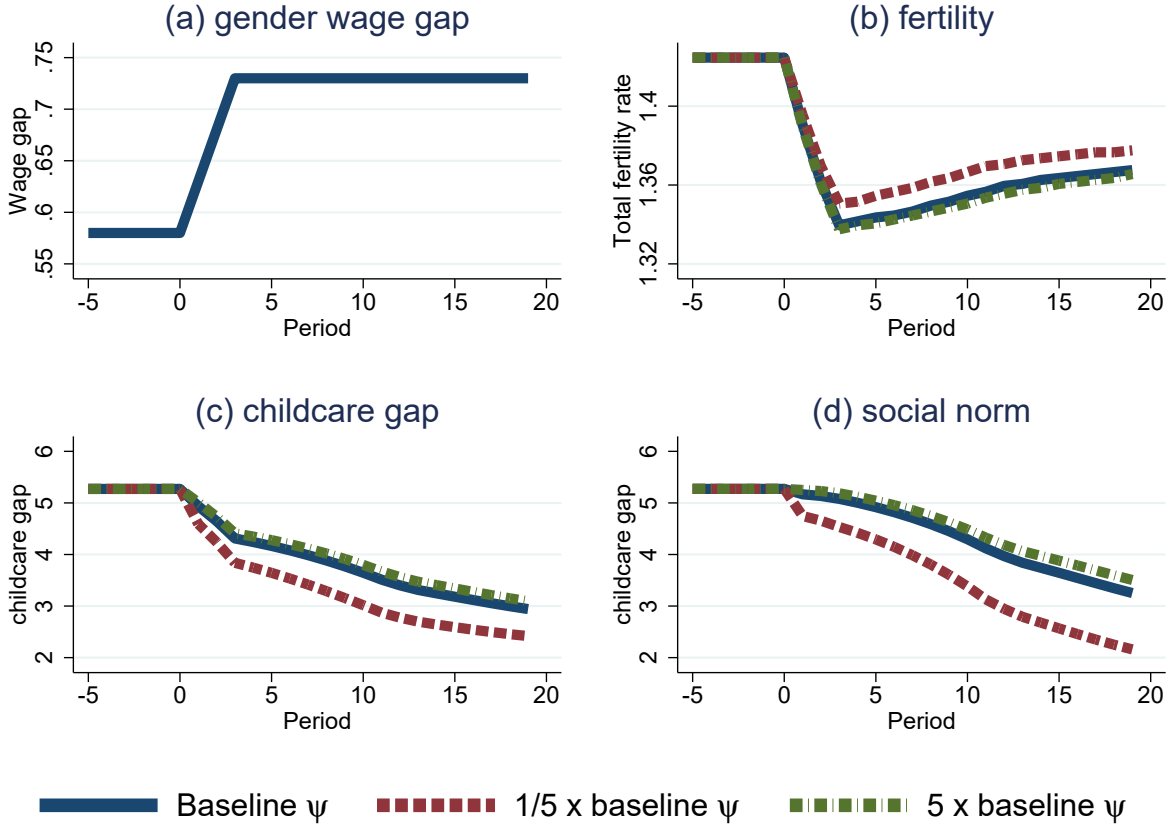 (a) gender wage gap
Wage gap
.75
.7
.65
.6
.55
-5 0 5 10 15 20
Period
(b) fertility
Total fertility rate
1.4
1.36
1.32
-5 0 5 10 15 20
Period
(c) childcare gap
childcare gap
6
5
4
3
2
-5 0 5 10 15 20
Period
(d) social norm
childcare gap
6
5
4
3
2
-5 0 5 10 15 20
Period
Baseline ψ 1/5 x baseline ψ 5 x baseline ψ